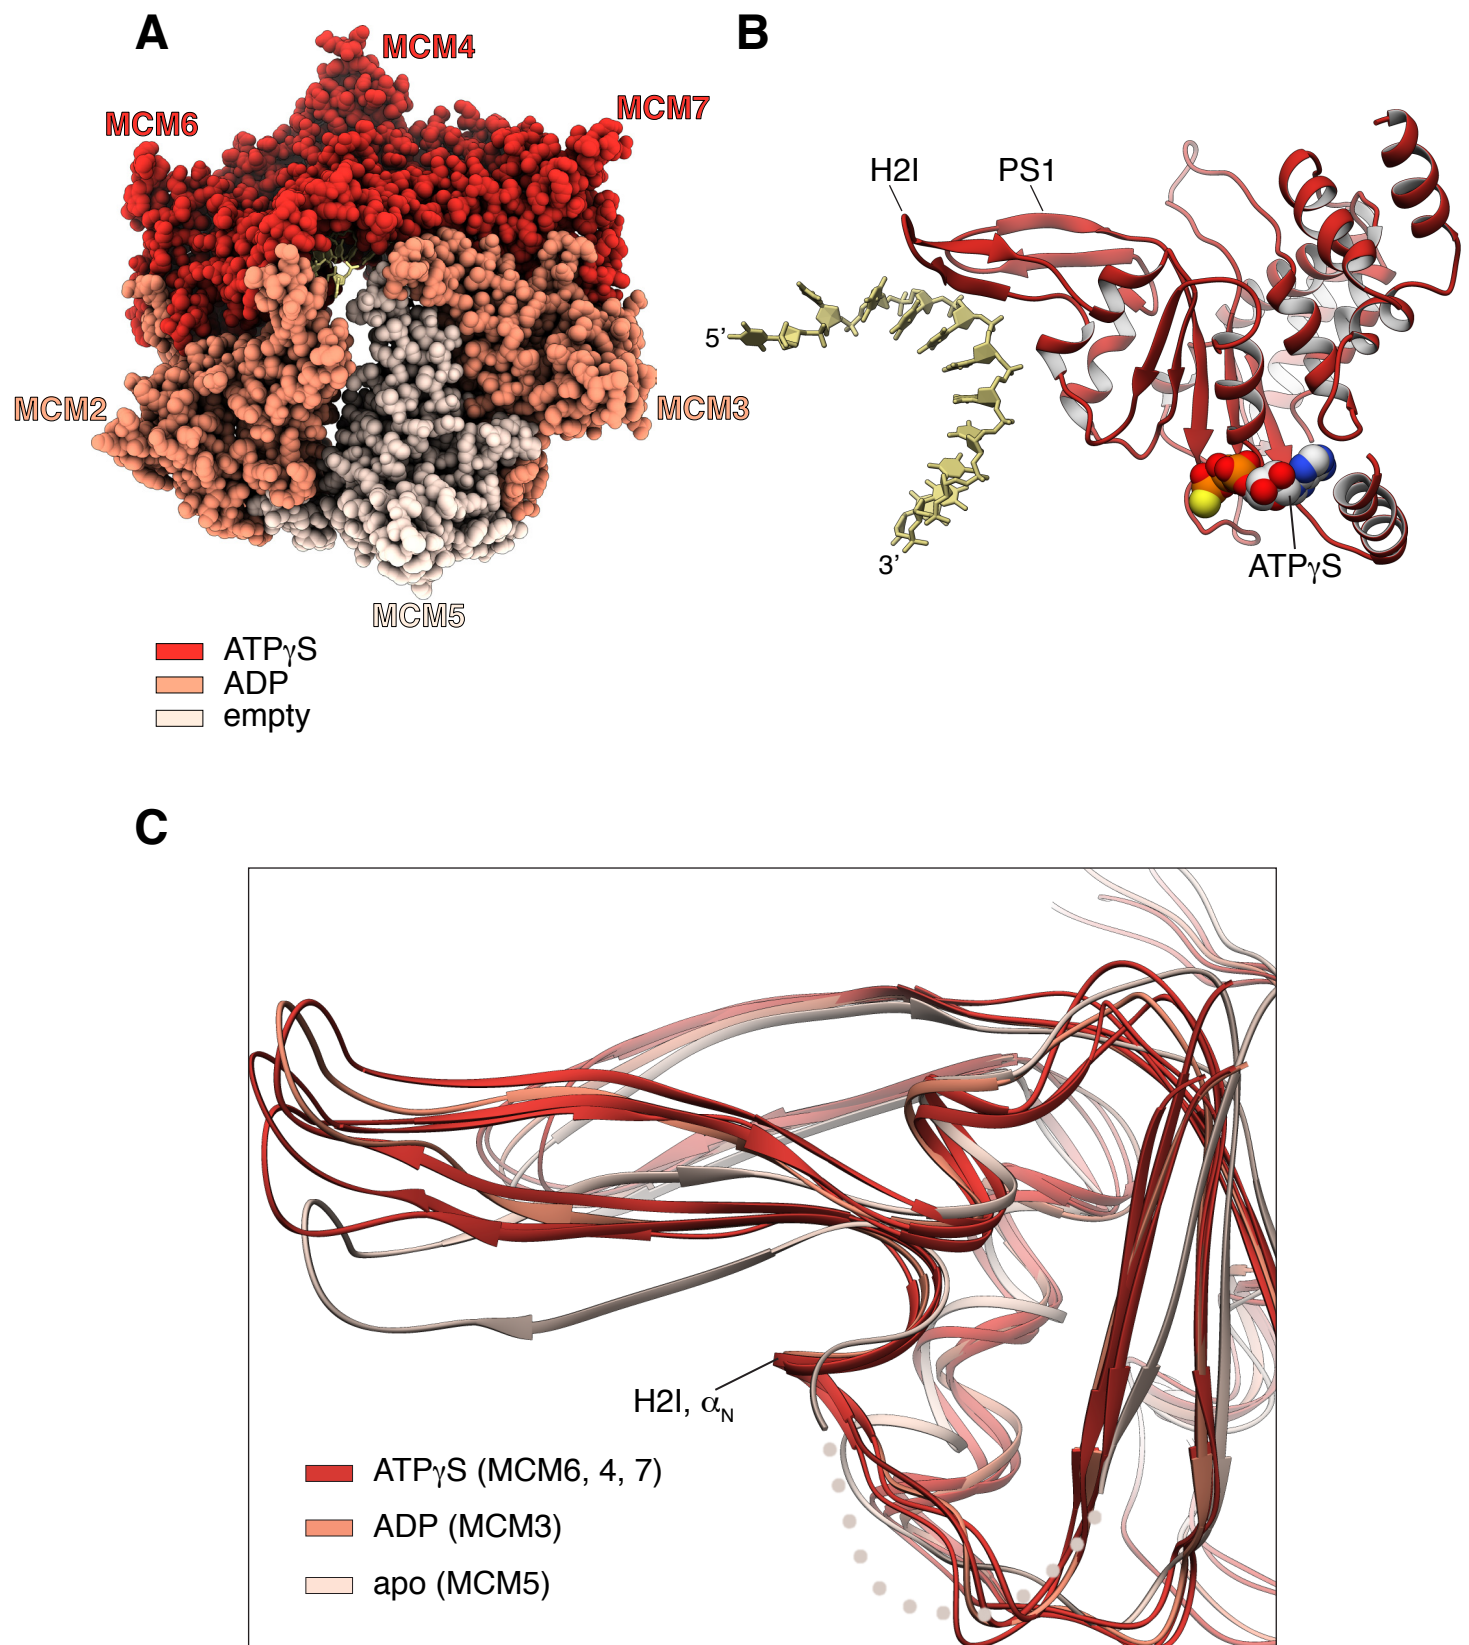 A
MCM4
MCM6
MCM7
MCM2
MCM3
MCM5
ATPγS
ADP
empty
B
H2I
PS1
5’
3’
ATPγS
C
H2I, αN
ATPγS (MCM6, 4, 7)
ADP (MCM3)
apo (MCM5)